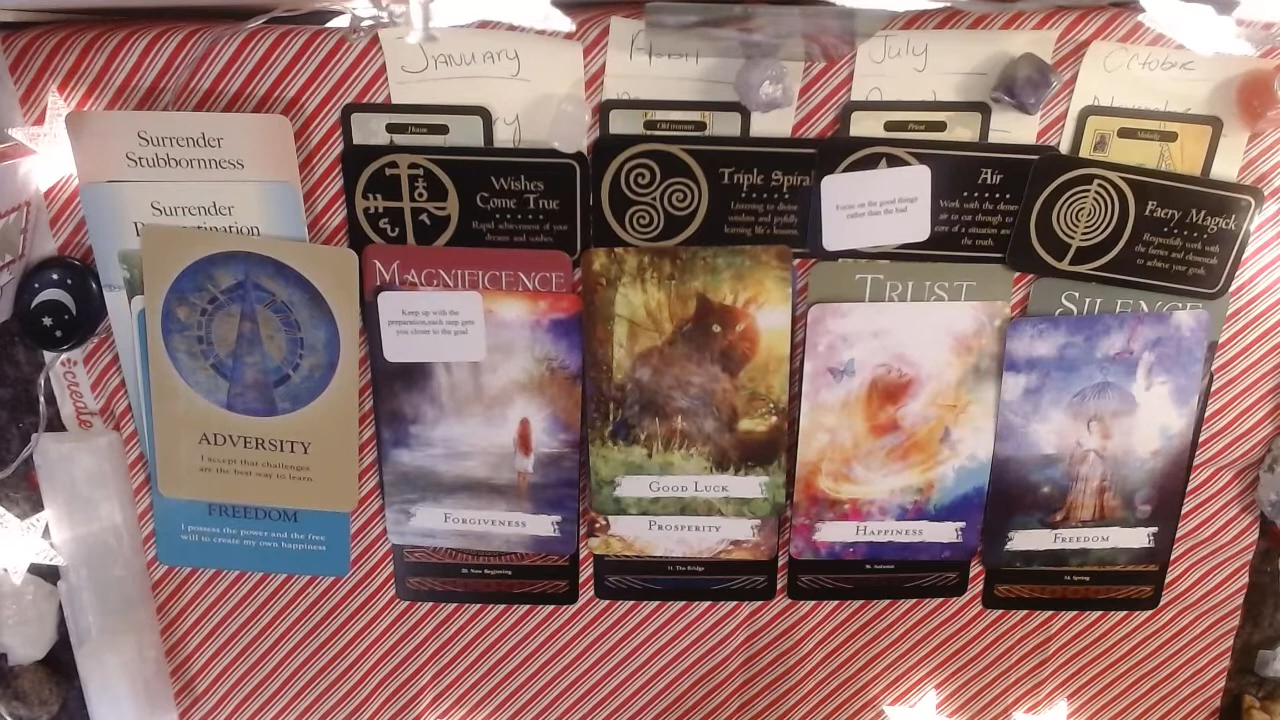 January
July
October
Surrender
Stubbornness
Surrender
Home
Old woman
Priest
Wishes
Come True
Rapid achievement of your
dreams and wishes.
Triple Spiral
Listening to divine
wisdom and joyfully
learning life's lessons.
Focus on the good things
rather than the bad
Air
Work with the
air to cut through to
core of a situation an
the truth.
Faery Magick
Respectfully work with
the faeries and elementals
to achieve your goals.
ADVERSITY
I accept that challenges
are the best way to learn
FREEDOM
I possess the power and the free
will to create my own happiness
create
MAGNIFICENCE
Keep up with the
preparation,each step gets
you closer to the goal
FORGIVENESS
20. New Beginning
GOOD LUCK
PROSPERITY
11. The Bridge
TRUST
HAPPINESS
36. Autumn
SILENCE
FREEDOM
34. Spring